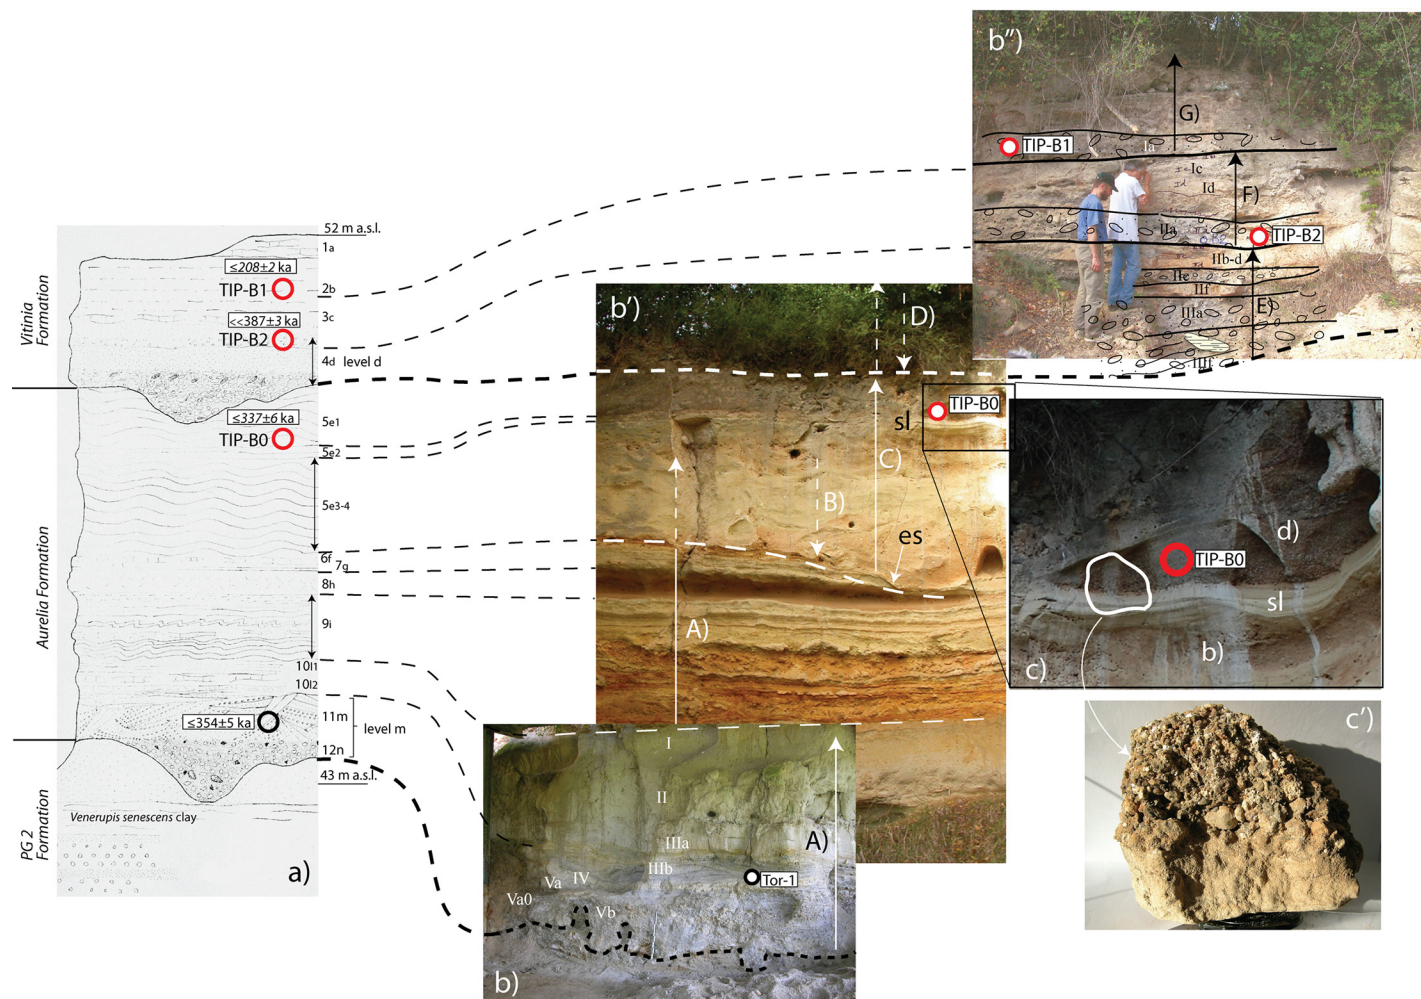 52 m a.s.l.
1a
≤208±2 ka
TIP-B1
2b
3c
<<387±3 ka
TIP-B2
4d level d
Vitinia
Formation
≤337±6 ka
5e1
TIP-B0
5e2
5e3-4
6f
7g
8h
9i
Aurelia Formation
10l1
10l2
≤354±5 ka
11m
level m
12n
43 m a.s.l.
Venerupis senescens clay
PG 2
Formation
a)
b")
G)
TIP-B1
Ia
Ic
Id
F)
IIa
TIP-B2
IIb-d
IIe
IIf
IIIa
E)
IIIf
b')
D)
TIP-B0
sl
C)
B)
es
A)
d)
TIP-B0
sl
b)
c)
c')
I
II
IIIa
A)
IIIb
Tor-1
IV
Va
Va0
Vb
b)